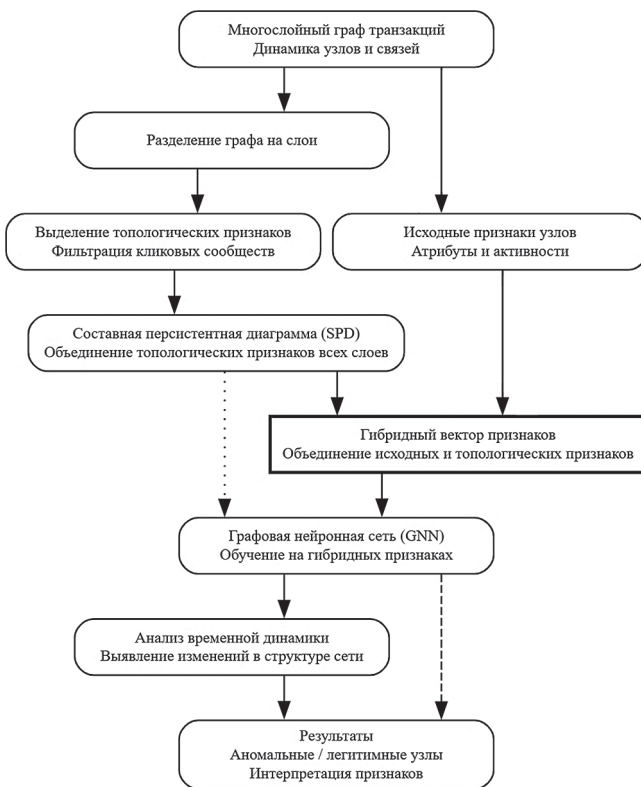 Многослойный граф транзакций
Динамика узлов и связей
Разделение графа на слои
Выделение топологических признаков
Фильтрация кликовых сообществ
Исходные признаки узлов
Атрибуты и активности
Составная персистентная диаграмма (SPD)
Объединение топологических признаков всех слоев
Гибридный вектор признаков
Объединение исходных и топологических признаков
Графовая нейронная сеть (GNN)
Обучение на гибридных признаках
Анализ временной динамики
Выявление изменений в структуре сети
Результаты
Аномальные / легитимные узлы
Интерпретация признаков